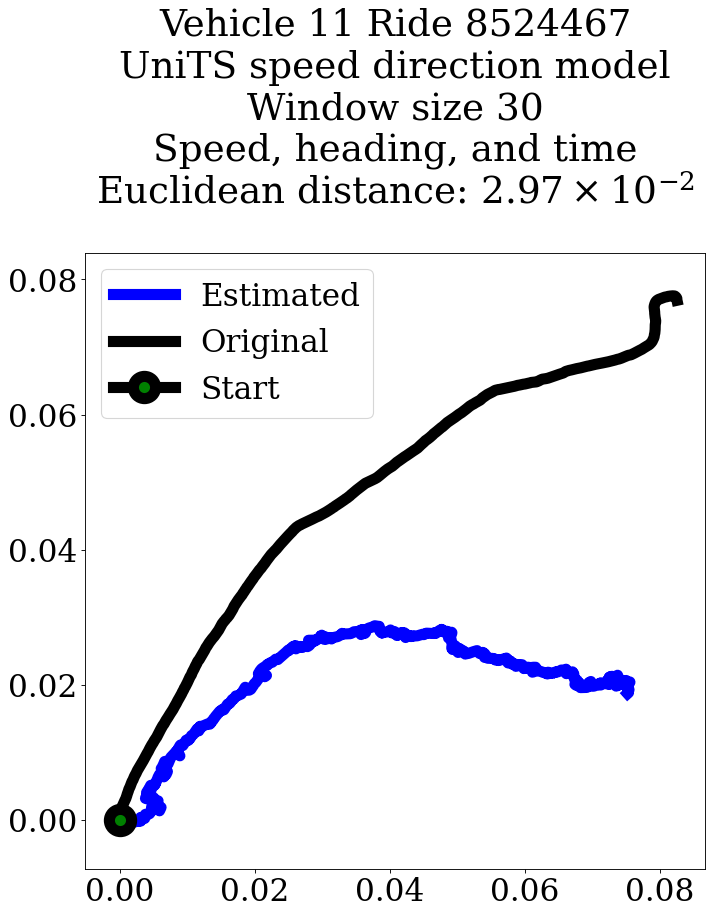 Vehicle 11 Ride 8524467
UniTS speed direction model
Window size 30
Speed, heading, and time
Euclidean distance: 2.97 × 10⁻²
Estimated
Original
Start
0.08
0.06
0.04
0.02
0.00
0.00 0.02 0.04 0.06 0.08